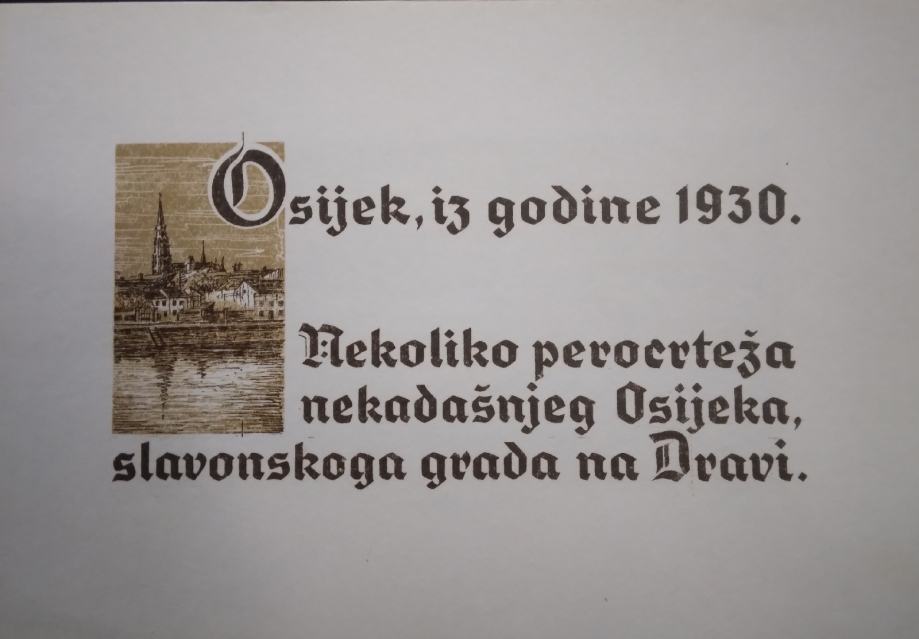 Osijek, iz godine 1930.
Nekoliko perocrteža
nekadašnjeg Osijeka,
slavonskoga grada na Dravi.